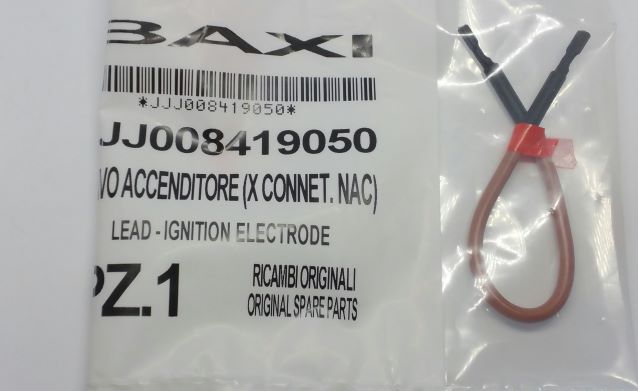 BAXI
*JJJ008419050*
JJ008419050
VO ACCENDITORE (X CONNET. NAC)
LEAD - IGNITION ELECTRODE
PZ.1
RICAMBI ORIGINALI
ORIGINAL SPARE PARTS